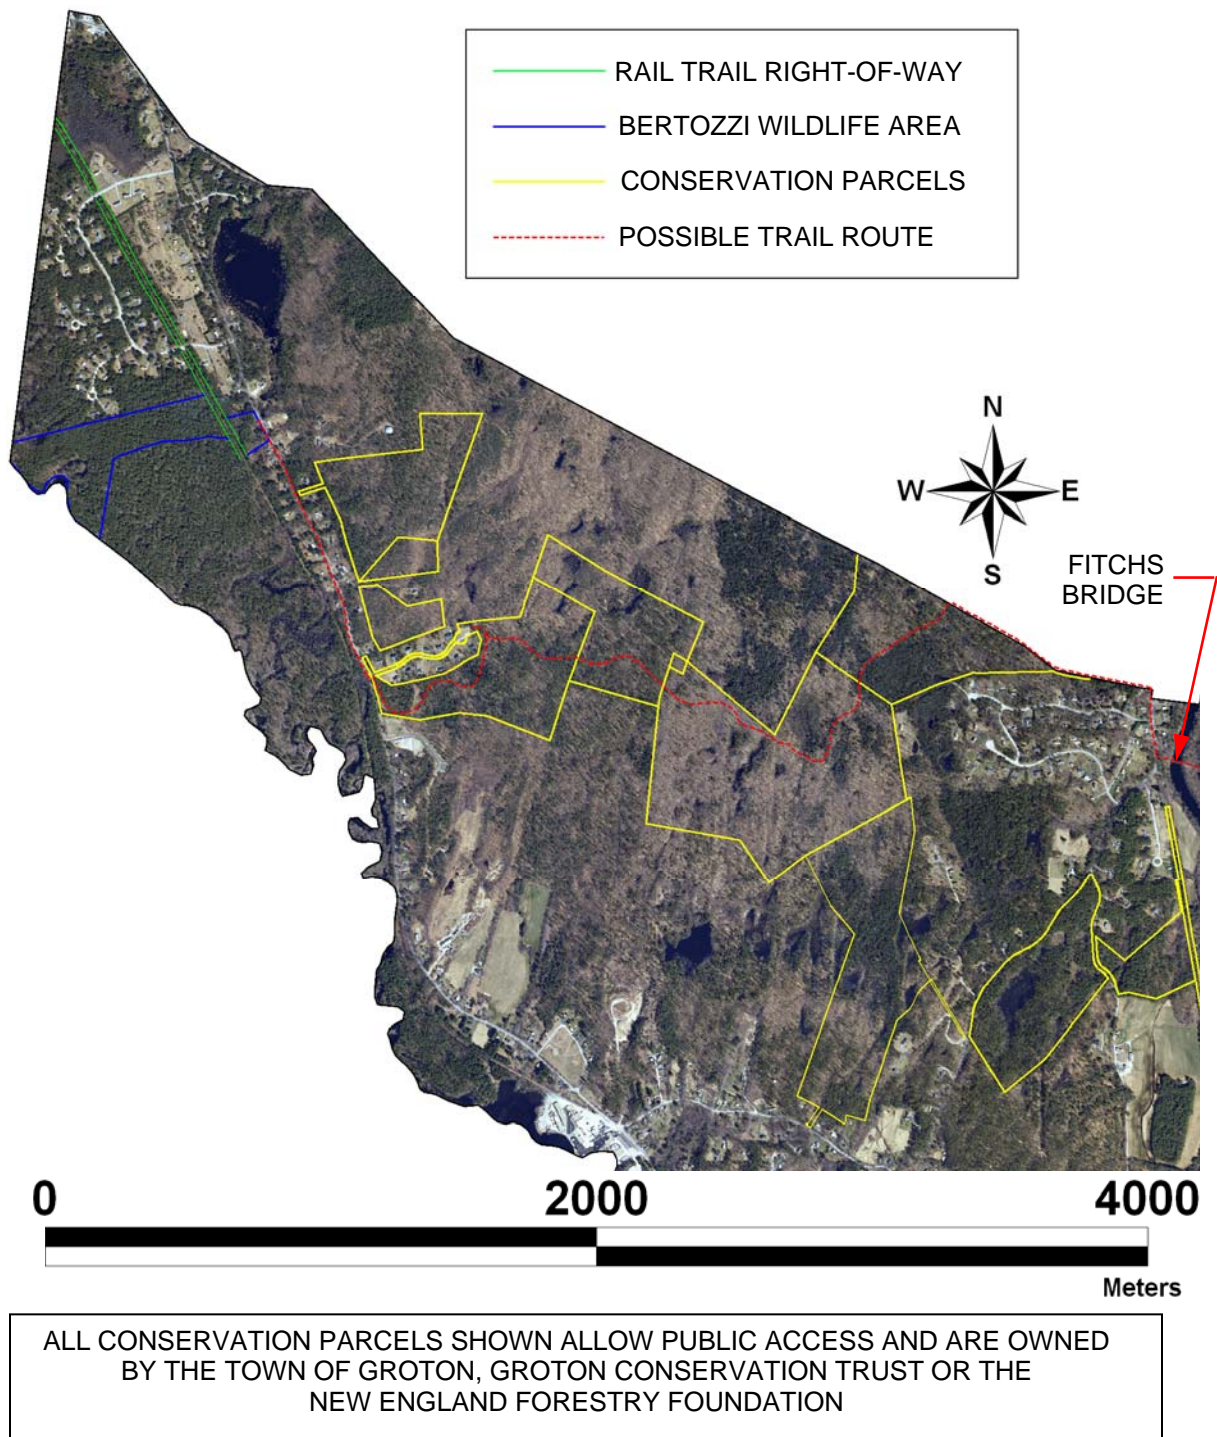 RAIL TRAIL RIGHT-OF-WAY
BERTOZZI WILDLIFE AREA
CONSERVATION PARCELS
POSSIBLE TRAIL ROUTE
N
W
E
S
FITCHS
BRIDGE
0
2000
4000
Meters
ALL CONSERVATION PARCELS SHOWN ALLOW PUBLIC ACCESS AND ARE OWNED
BY THE TOWN OF GROTON, GROTON CONSERVATION TRUST OR THE
NEW ENGLAND FORESTRY FOUNDATION